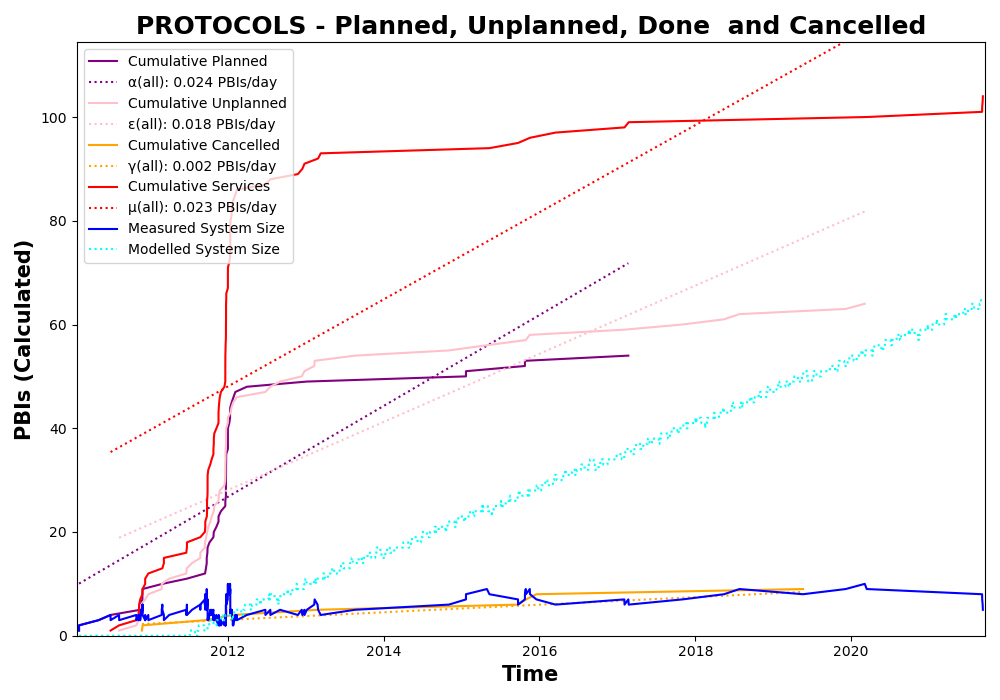 PROTOCOLS - Planned, Unplanned, Done  and Cancelled
Cumulative Planned
α(all): 0.024 PBIs/day
Cumulative Unplanned
ε(all): 0.018 PBIs/day
Cumulative Cancelled
γ(all): 0.002 PBIs/day
Cumulative Services
μ(all): 0.023 PBIs/day
Measured System Size
Modelled System Size
PBIs (Calculated)
100
80
60
40
20
0
2012 2014 2016 2018 2020
Time